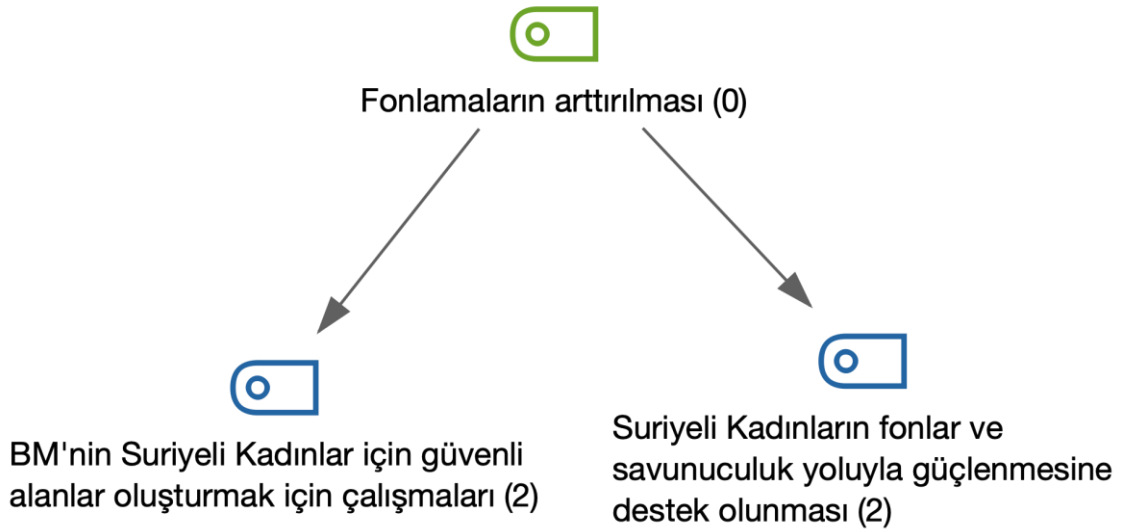 Fonlamaların arttırılması (0)
BM'nin Suriyeli Kadınlar için güvenli
alanlar oluşturmak için çalışmaları (2)
Suriyeli Kadınların fonlar ve
savunuculuk yoluyla güçlenmesine
destek olunması (2)